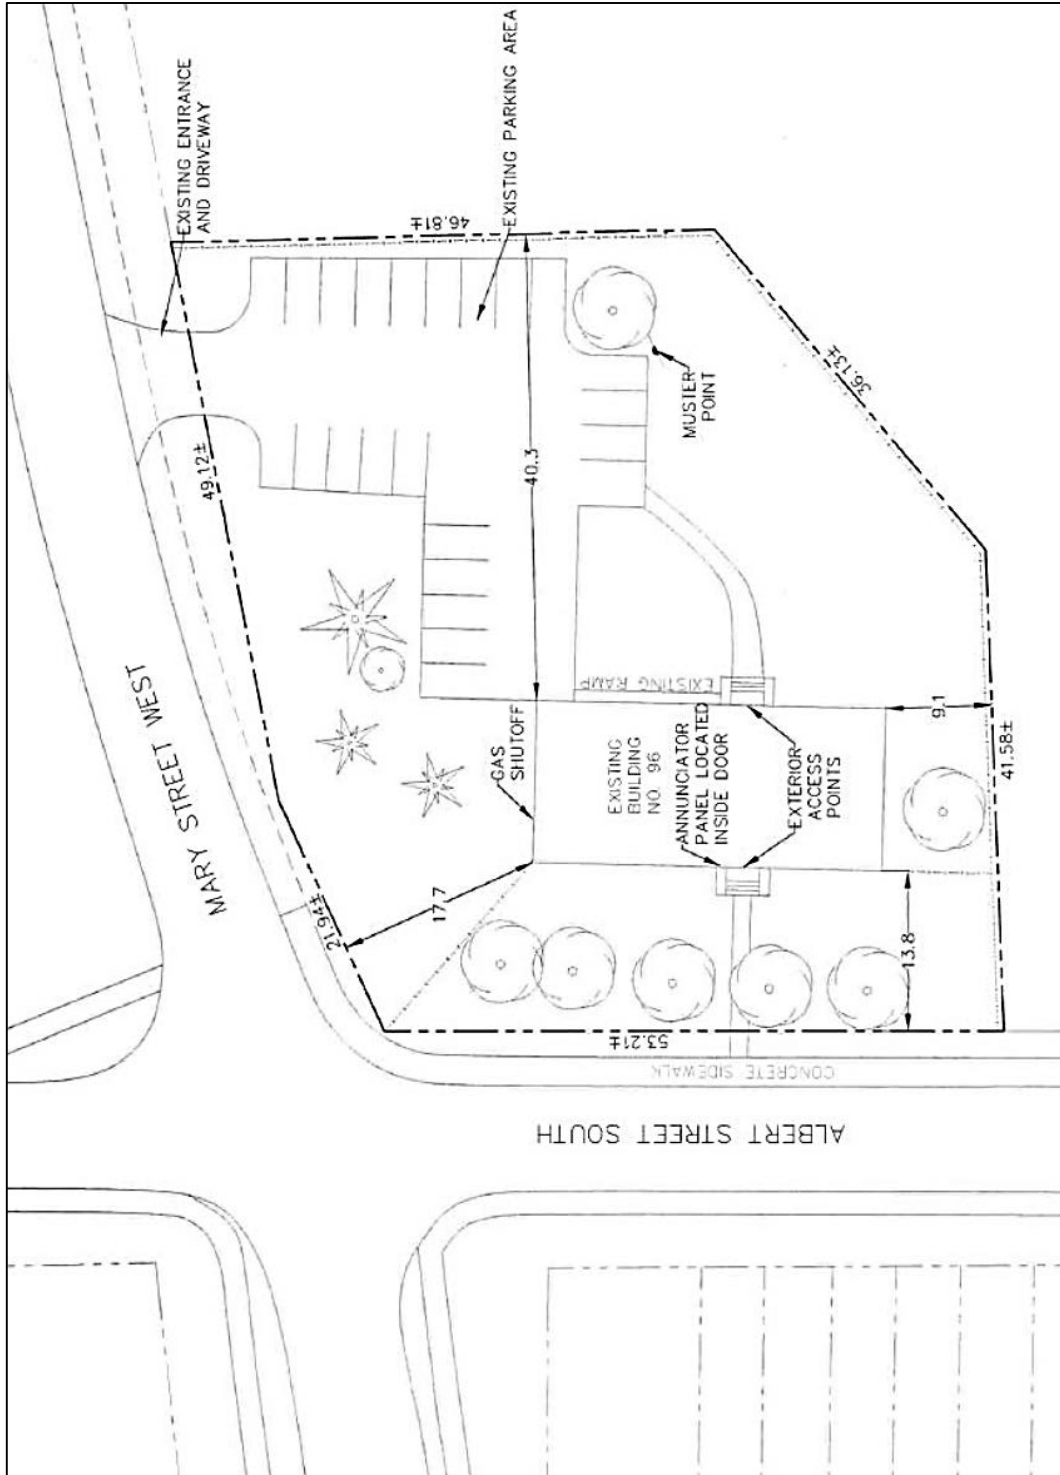 EXISTING ENTRANCE
AND DRIVEWAY
EXISTING PARKING AREA
46.81±
49.12±
36.13±
MUSTER
POINT
40.3
MARY STREET WEST
GAS
SHUTOFF
EXISTING RAMP
EXISTING
BUILDING
NO. 96
ANNUNCIATOR
PANEL LOCATED
INSIDE DOOR
EXTERIOR
ACCESS
POINTS
9.1
41.58±
21.94±
17.7
13.8
53.21±
CONCRETE SIDEWALK
ALBERT STREET SOUTH